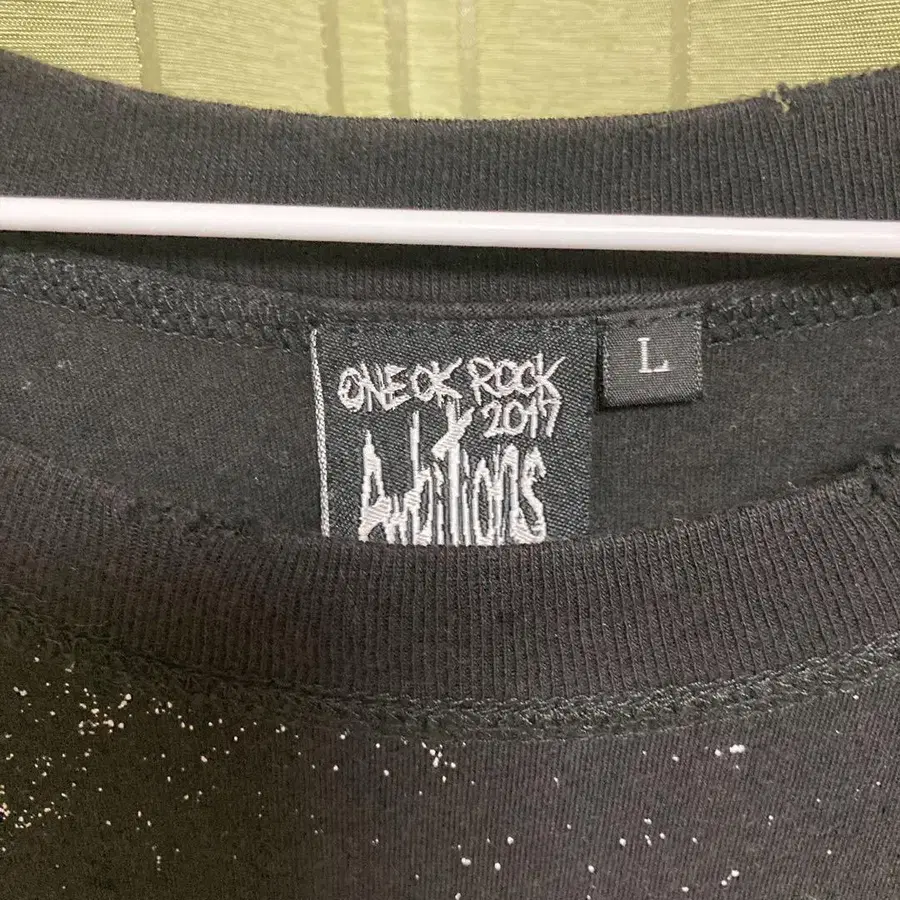 ONE OK ROCK
2017
Ambitions
L